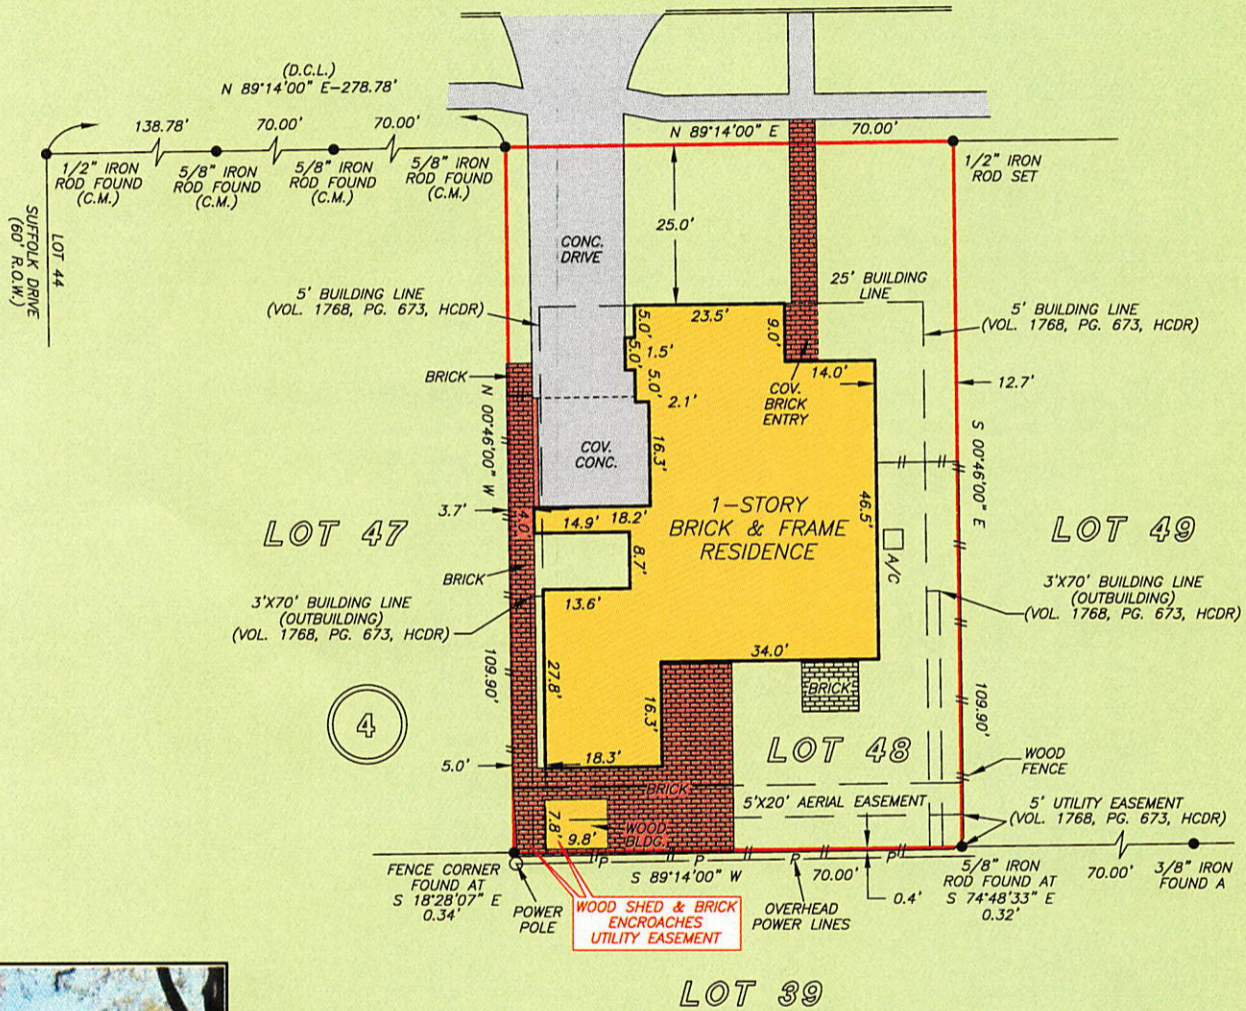 (D.C.L.)
N 89°14'00" E-278.78'
138.78'
70.00'
70.00'
N 89°14'00" E
70.00'
1/2" IRON
ROD FOUND
(C.M.)
5/8" IRON
ROD FOUND
(C.M.)
5/8" IRON
ROD FOUND
(C.M.)
5/8" IRON
ROD FOUND
(C.M.)
1/2" IRON
ROD SET
LOT 44
SUFFOLK DRIVE
(60' R.O.W.)
25.0'
CONC.
DRIVE
5' BUILDING LINE
(VOL. 1768, PG. 673, HCDR)
25' BUILDING
LINE
5' BUILDING LINE
(VOL. 1768, PG. 673, HCDR)
23.5'
5.0'
9.0'
5.0'
1.5'
5.0'
2.1'
14.0'
12.7'
BRICK
COV.
BRICK
ENTRY
N 00°46'00" W
S 00°46'00" E
16.3'
COV.
CONC.
46.5'
1-STORY
BRICK & FRAME
RESIDENCE
3.7'
4.0'
14.9'
18.2'
8.7'
A/C
LOT 47
LOT 49
BRICK
3'X70' BUILDING LINE
(OUTBUILDING)
(VOL. 1768, PG. 673, HCDR)
3'X70' BUILDING LINE
(OUTBUILDING)
(VOL. 1768, PG. 673, HCDR)
13.6'
34.0'
27.8'
16.3'
109.90'
109.90'
BRICK
4
LOT 48
18.3'
5.0'
WOOD
FENCE
BRICK
5'X20' AERIAL EASEMENT
5' UTILITY EASEMENT
(VOL. 1768, PG. 673, HCDR)
7.8'
9.8'
WOOD
BLDG.
P
P
P
P
S 89°14'00" W
70.00'
0.4'
FENCE CORNER
FOUND AT
S 18°28'07" E
0.34'
POWER
POLE
WOOD SHED & BRICK
ENCROACHES
UTILITY EASEMENT
OVERHEAD
POWER LINES
5/8" IRON
ROD FOUND AT
S 74°48'33" E
0.32'
70.00'
3/8" IRON
FOUND A
LOT 39